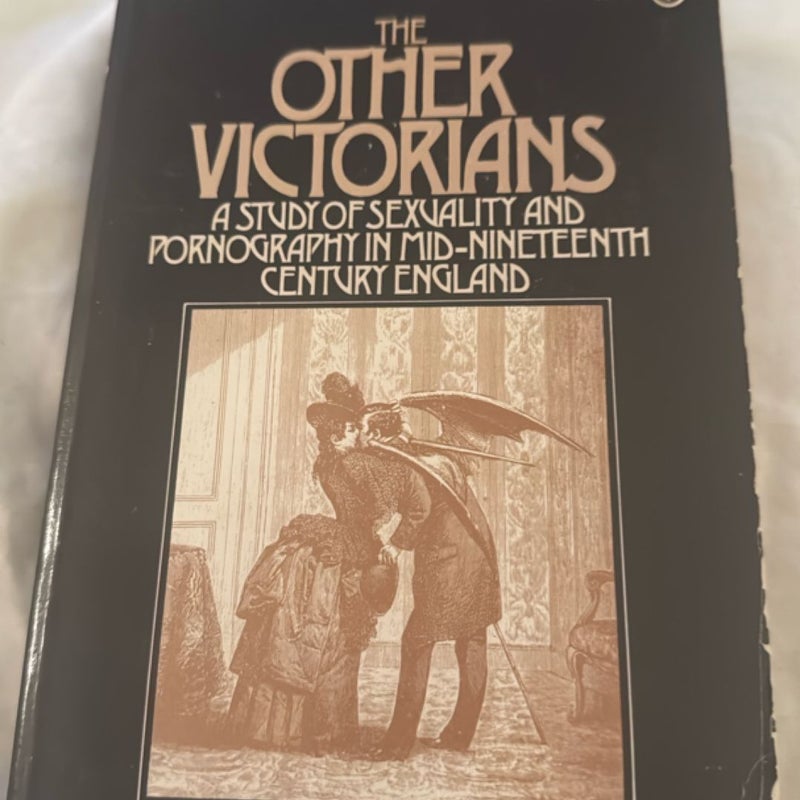 THE
OTHER
VICTORIANS
A STUDY OF SEXUALITY AND
PORNOGRAPHY IN MID-NINETEENTH
CENTURY ENGLAND